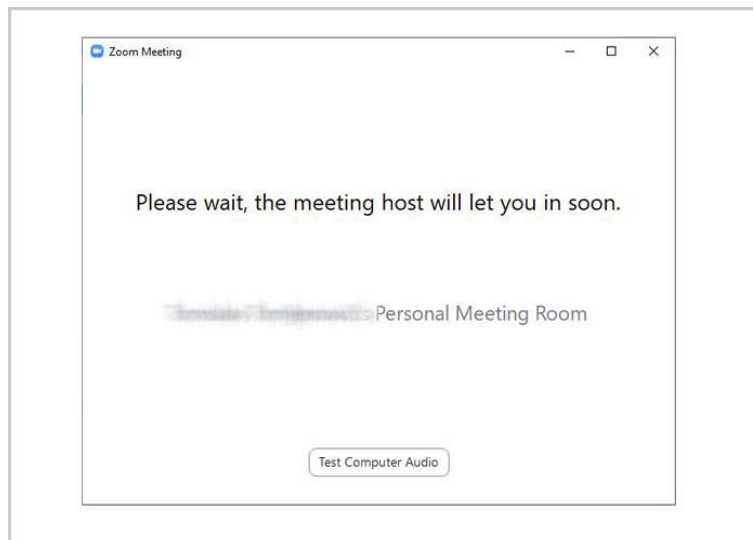 Zoom Meeting
Please wait, the meeting host will let you in soon.
Personal Meeting Room
Test Computer Audio